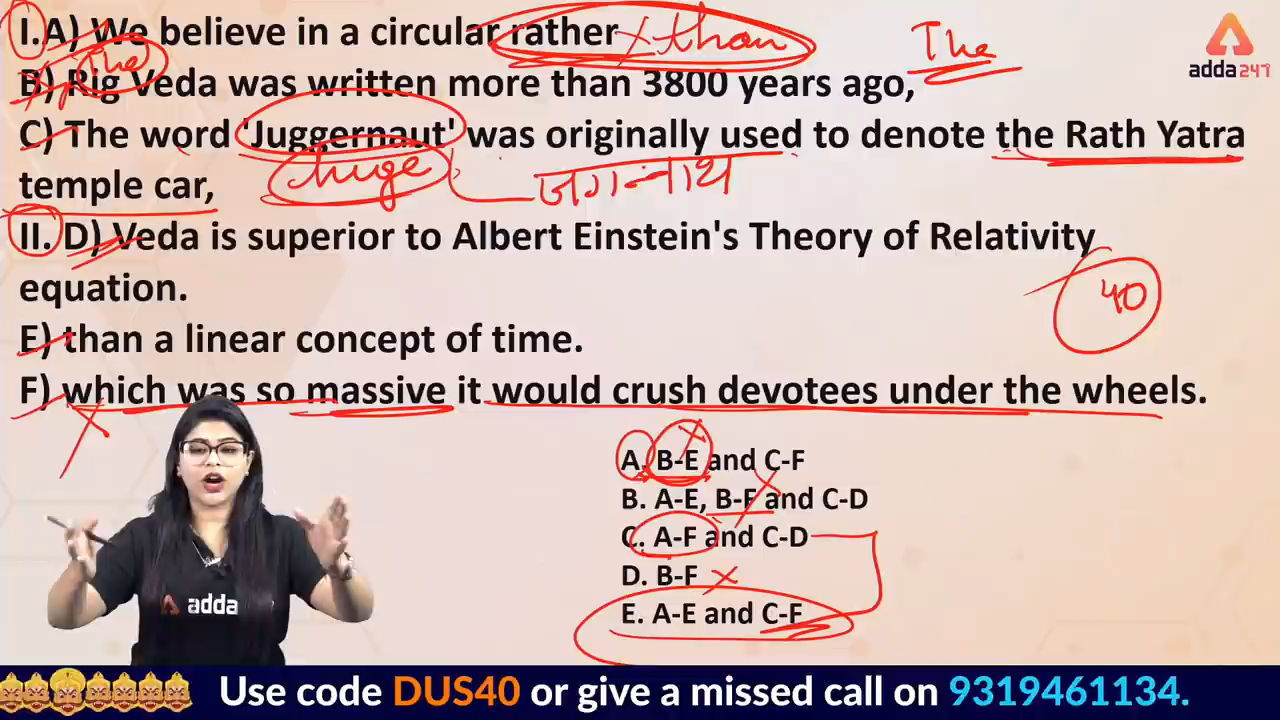 I. A) We believe in a circular rather than
The
adda247
The
B) Rig Veda was written more than 3800 years ago,
C) The word 'Juggernaut' was originally used to denote the Rath Yatra
temple car,
huge
जगन्नाथ
II. D) Veda is superior to Albert Einstein's Theory of Relativity
equation.
40
E) than a linear concept of time.
F) which was so massive it would crush devotees under the wheels.
A. B-E and C-F
B. A-E, B-F and C-D
C. A-F and C-D
D. B-F
E. A-E and C-F
adda
Use code DUS40 or give a missed call on 9319461134.